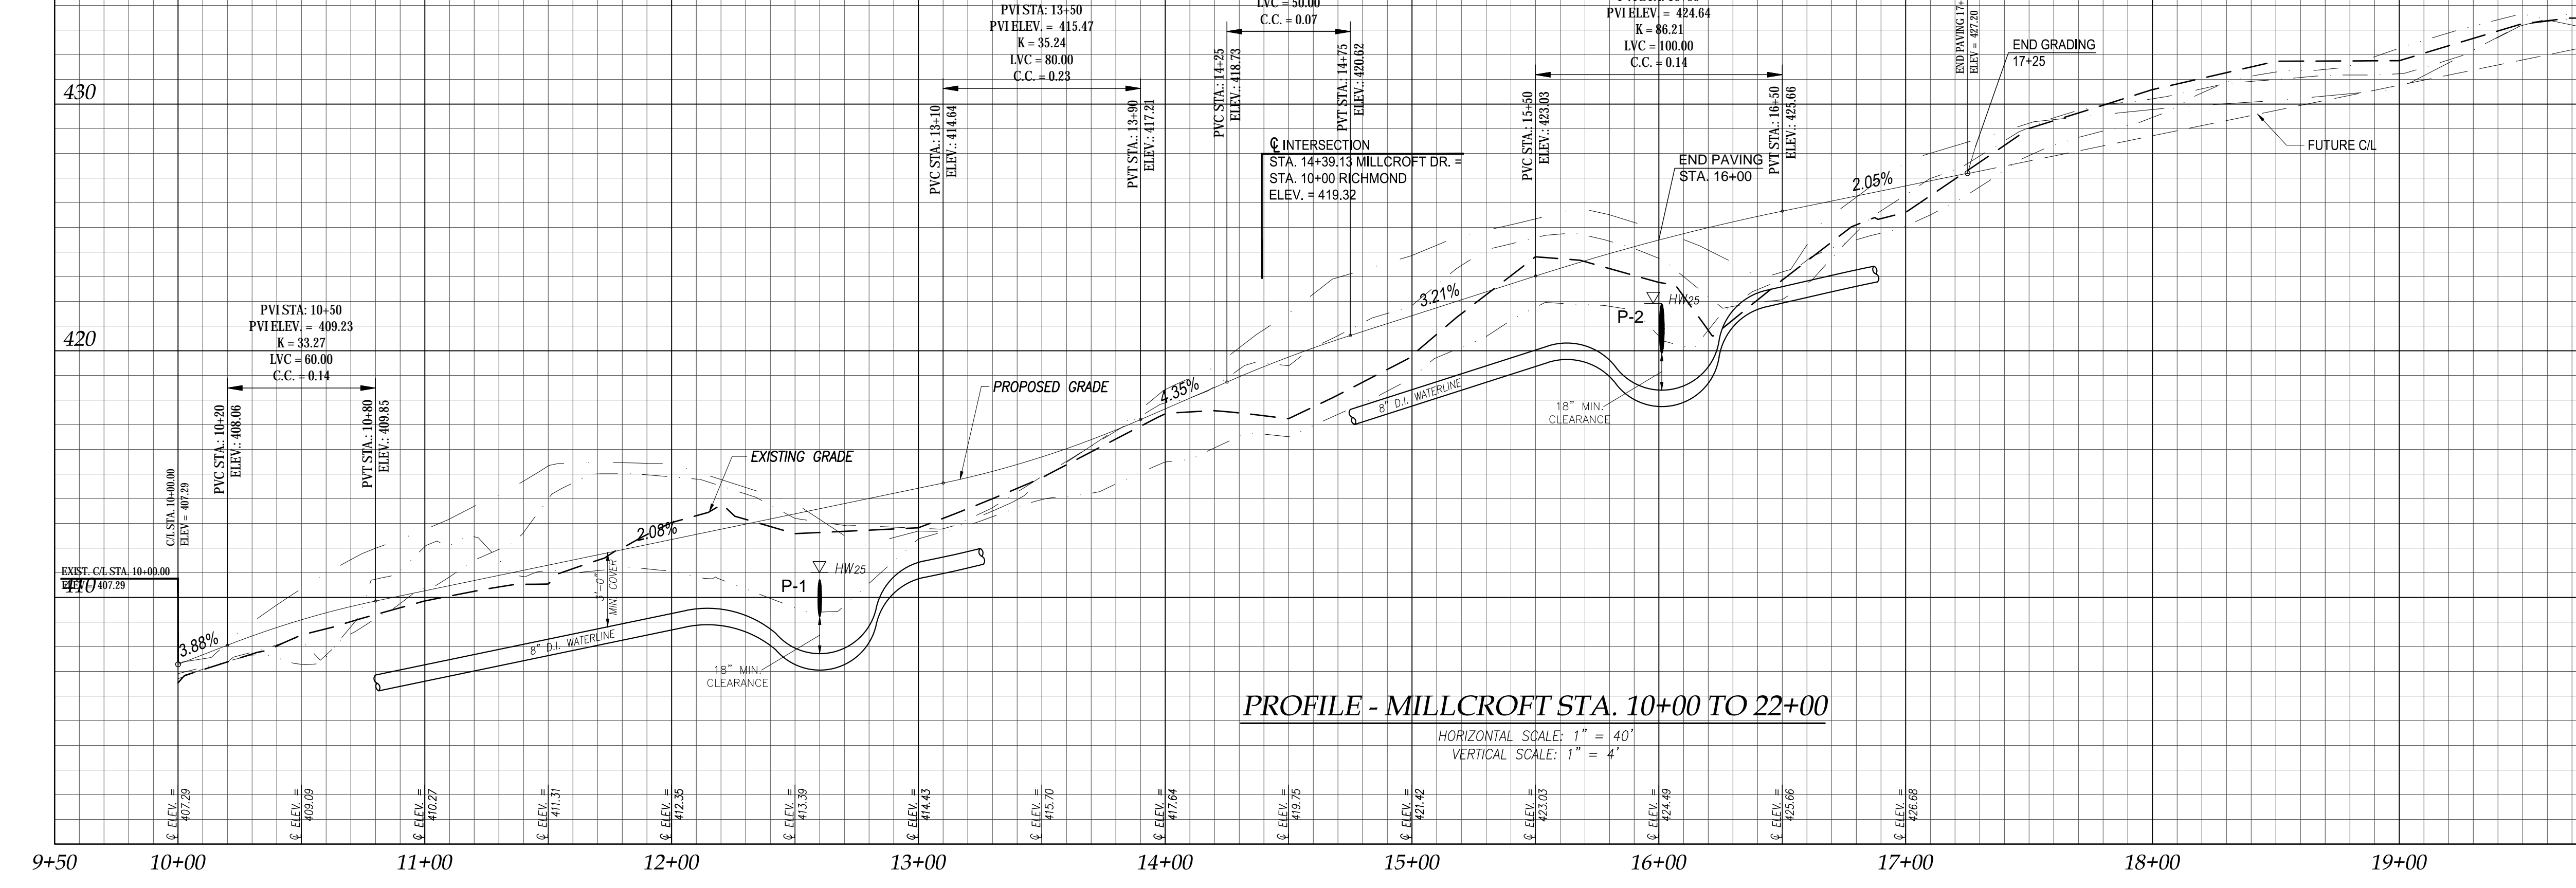 PVI STA: 13+50
PVI ELEV. = 415.47
K = 35.24
LVC = 80.00
C.C. = 0.23
LVC = 50.00
C.C. = 0.07
PVI ELEV. = 424.64
K = 86.21
LVC = 100.00
C.C. = 0.14
ELEV = 427.20
END GRADING
17+25
430
PVC STA.: 13+10
ELEV.: 414.64
PVT STA.: 13+90
ELEV.: 417.21
PVC STA.: 14+25
ELEV.: 418.73
PVT STA.: 14+75
ELEV.: 420.62
PVC STA.: 15+50
ELEV.: 423.03
PVT STA.: 16+50
ELEV.: 425.66
℄ INTERSECTION
STA. 14+39.13 MILLCROFT DR. =
STA. 10+00 RICHMOND
ELEV. = 419.32
END PAVING
STA. 16+00
2.05%
FUTURE C/L
3.21%
HW25
P-2
420
PVI STA: 10+50
PVI ELEV. = 409.23
K = 33.27
LVC = 60.00
C.C. = 0.14
PROPOSED GRADE
4.35%
8" D.I. WATERLINE
18" MIN.
CLEARANCE
PVC STA.: 10+20
ELEV.: 408.06
PVT STA.: 10+80
ELEV.: 409.85
EXISTING GRADE
C/L STA. 10+00.00
ELEV = 407.29
2.08%
EXIST. C/L STA. 10+00.00
ELEV = 407.29
410
3'-0"
MIN. COVER
HW25
P-1
3.88%
8" D.I. WATERLINE
18" MIN.
CLEARANCE
PROFILE - MILLCROFT STA. 10+00 TO 22+00
HORIZONTAL SCALE: 1" = 40'
VERTICAL SCALE: 1" = 4'
℄ ELEV. =
407.29
℄ ELEV. =
409.09
℄ ELEV. =
410.27
℄ ELEV. =
411.31
℄ ELEV. =
412.35
℄ ELEV. =
413.39
℄ ELEV. =
414.43
℄ ELEV. =
415.70
℄ ELEV. =
417.64
℄ ELEV. =
419.75
℄ ELEV. =
421.42
℄ ELEV. =
423.03
℄ ELEV. =
424.49
℄ ELEV. =
425.66
℄ ELEV. =
426.68
9+50 10+00 11+00 12+00 13+00 14+00 15+00 16+00 17+00 18+00 19+00